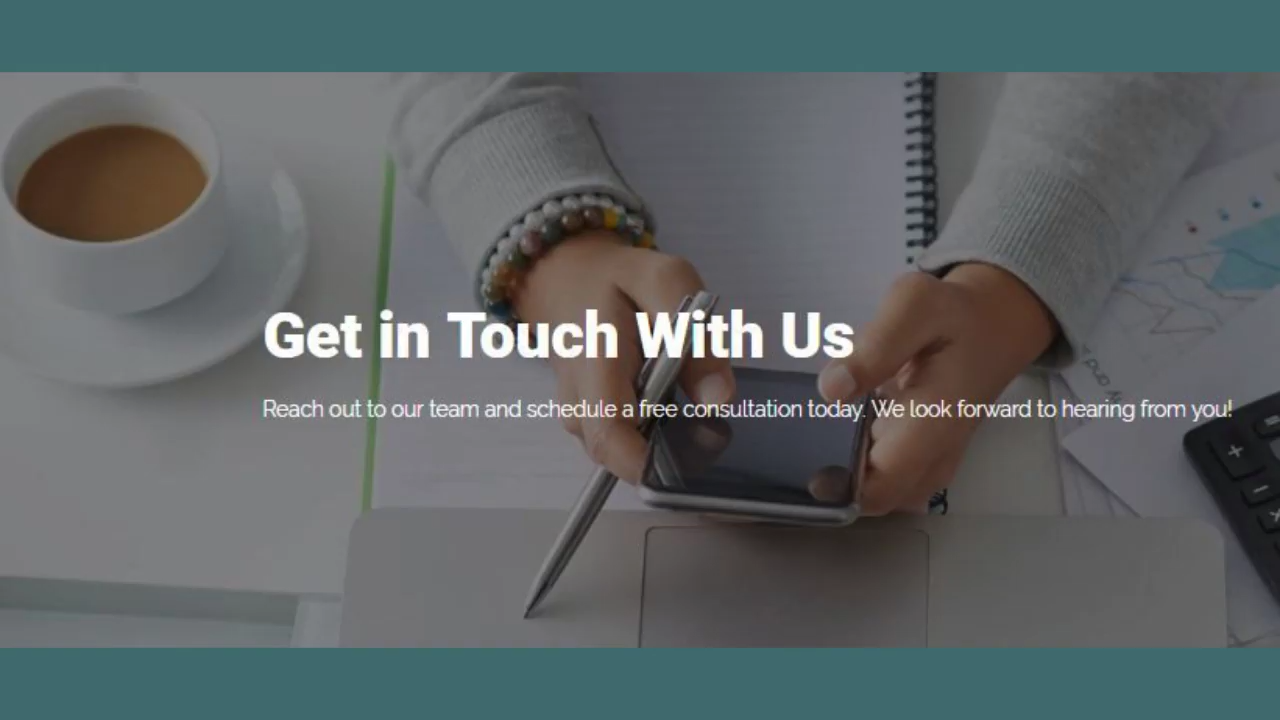 Get in Touch With Us
Reach out to our team and schedule a free consultation today. We look forward to hearing from you!